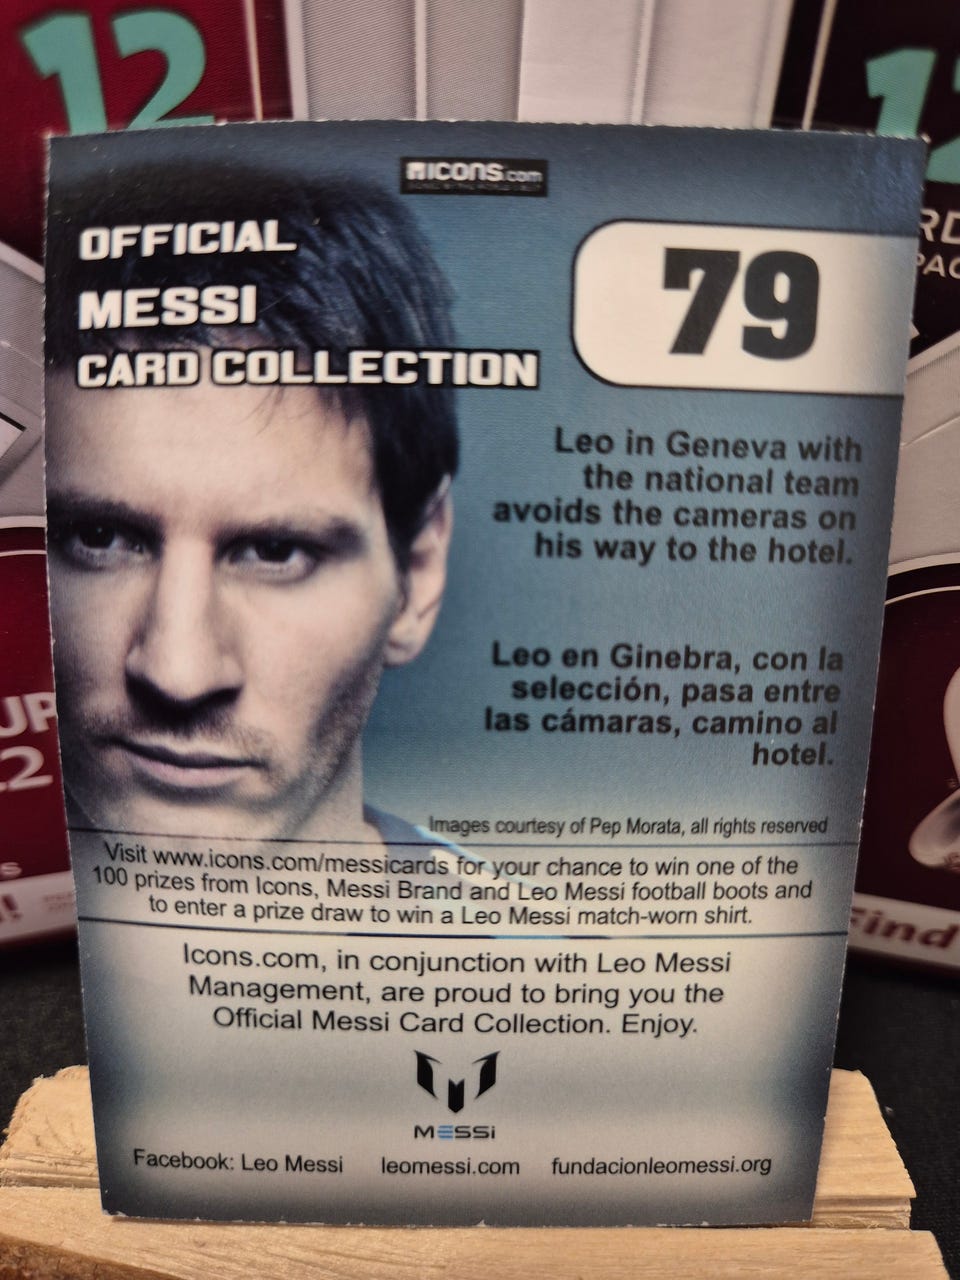 12
12
ICONS.com
OFFICIAL
MESSI
CARD COLLECTION
79
Leo in Geneva with
the national team
avoids the cameras on
his way to the hotel.
Leo en Ginebra, con la
selección, pasa entre
las cámaras, camino al
hotel.
Images courtesy of Pep Morata, all rights reserved
Visit www.icons.com/messicards for your chance to win one of the
100 prizes from Icons, Messi Brand and Leo Messi football boots and
to enter a prize draw to win a Leo Messi match-worn shirt.
Icons.com, in conjunction with Leo Messi
Management, are proud to bring you the
Official Messi Card Collection. Enjoy.
MESSI
Facebook: Leo Messi leomessi.com fundacionleomessi.org
Find